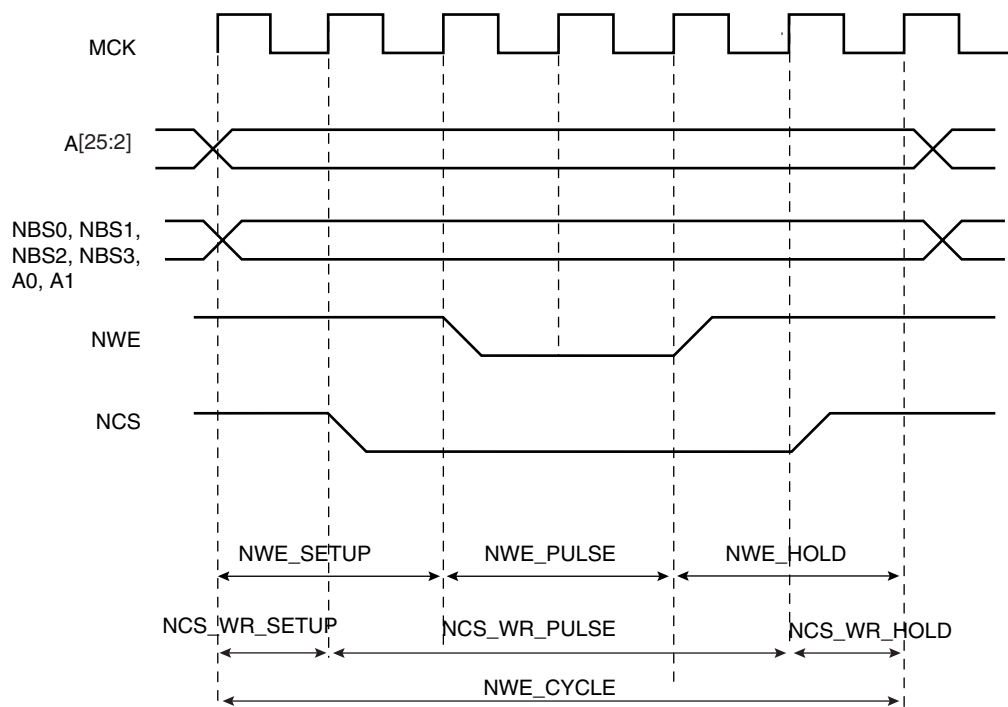 MCK
A[25:2]
NBS0, NBS1,
NBS2, NBS3,
A0, A1
NWE
NCS
NWE_SETUP NWE_PULSE NWE_HOLD
NCS_WR_SETUP NCS_WR_PULSE NCS_WR_HOLD
NWE_CYCLE